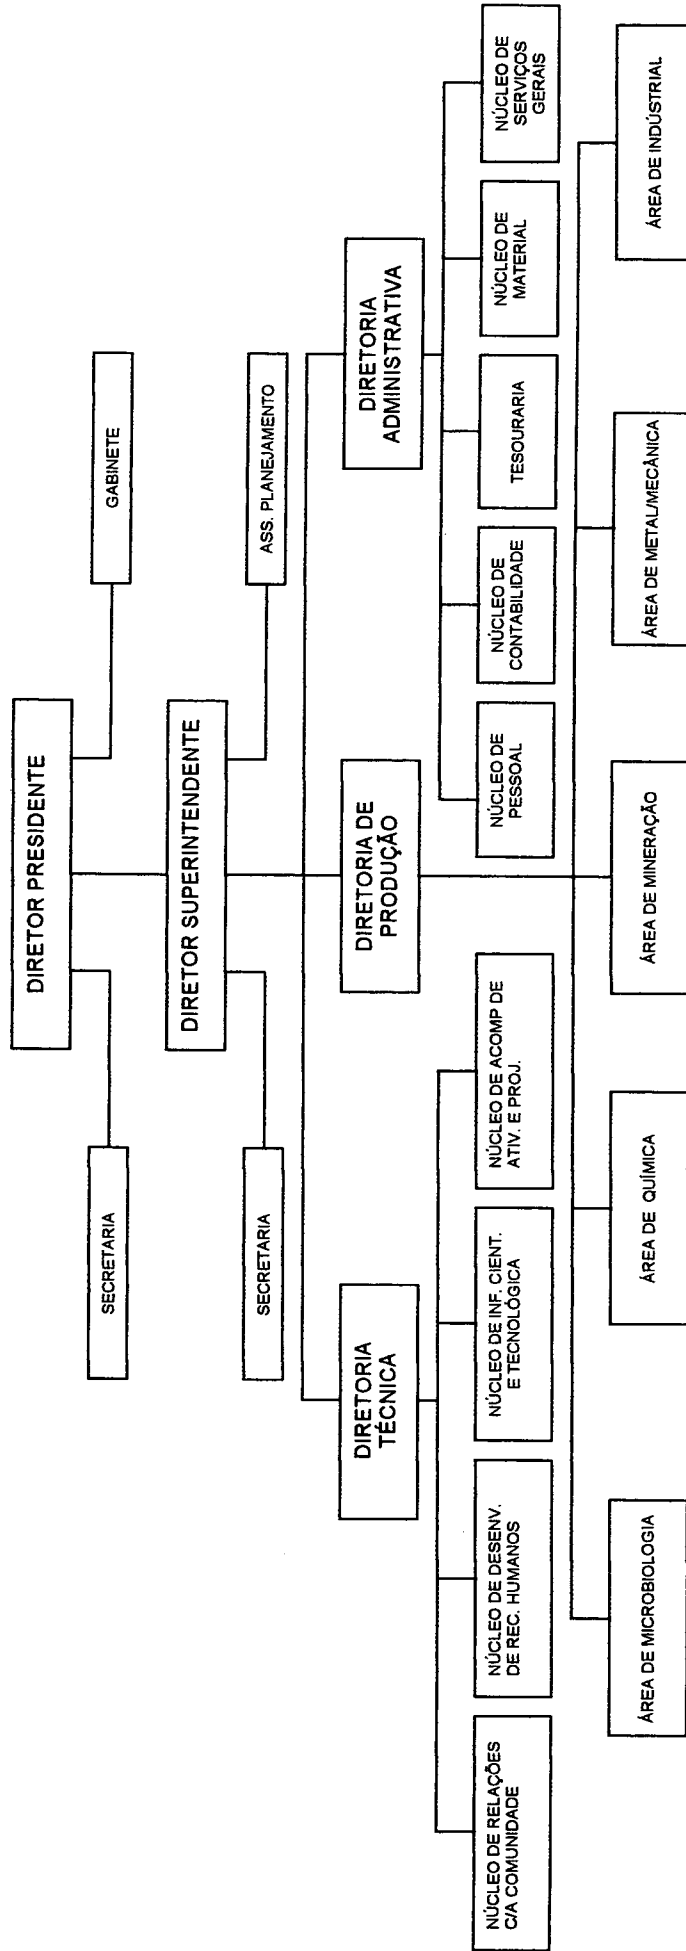 DIRETOR PRESIDENTE
SECRETARIA
GABINETE
DIRETOR SUPERINTENDENTE
SECRETARIA
ASS. PLANEJAMENTO
DIRETORIA
TÉCNICA
DIRETORIA DE
PRODUÇÃO
DIRETORIA
ADMINISTRATIVA
NÚCLEO DE RELAÇÕES
C/A COMUNIDADE
NÚCLEO DE DESENV.
DE REC. HUMANOS
NÚCLEO DE INF. CIENT.
E TECNOLÓGICA
NÚCLEO DE ACOMP DE
ATIV. E PROJ.
NÚCLEO DE
PESSOAL
NÚCLEO DE
CONTABILIDADE
TESOURARIA
NÚCLEO DE
MATERIAL
NÚCLEO DE
SERVIÇOS
GERAIS
ÁREA DE MICROBIOLOGIA
ÁREA DE QUÍMICA
ÁREA DE MINERAÇÃO
ÁREA DE METAL/MECÂNICA
ÁREA DE INDÚSTRIAL